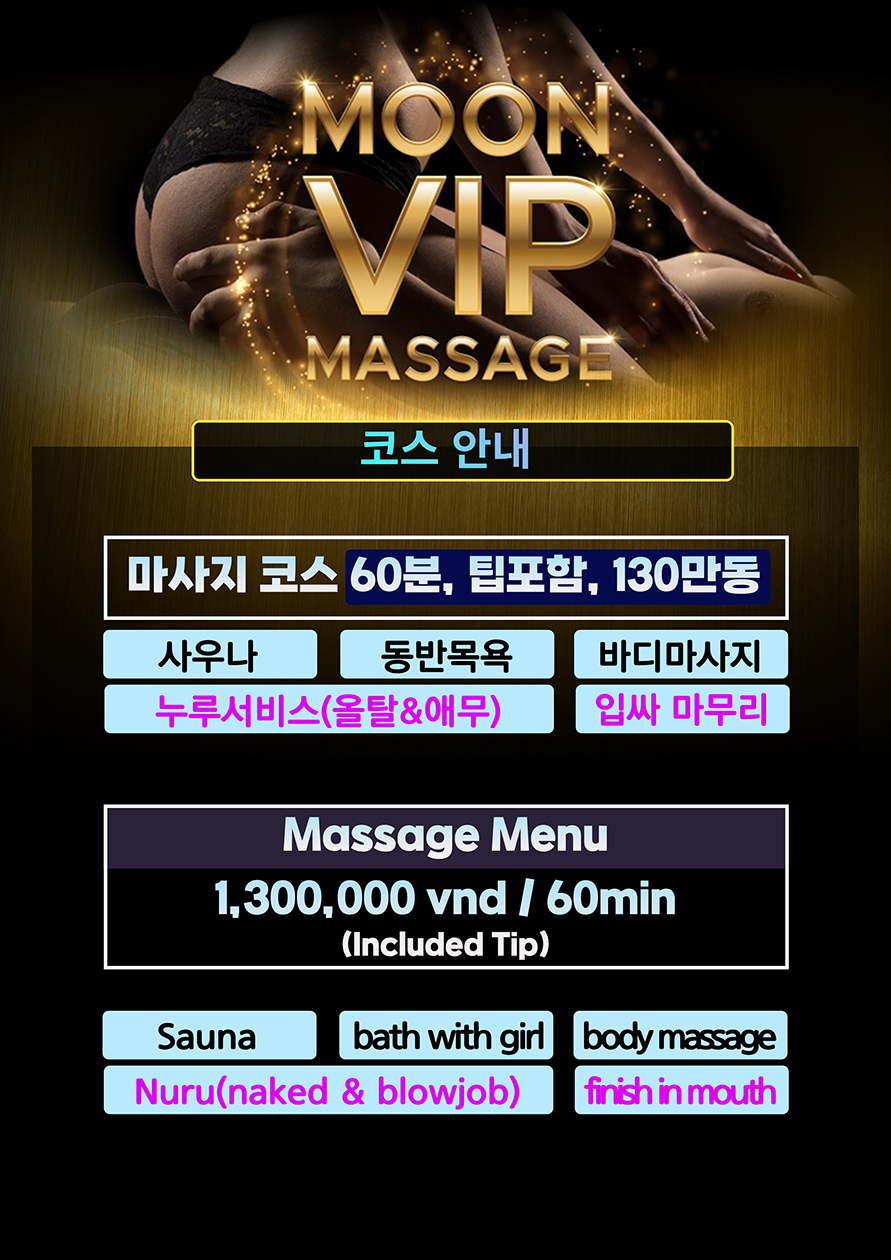 MOON
VIP
MASSAGE
코스 안내
마사지 코스 60분, 팁포함, 130만동
사우나 동반목욕 바디마사지
누루서비스(올탈&애무) 입싸 마무리
Massage Menu
1,300,000 vnd / 60min
(Included Tip)
Sauna bath with girl body massage
Nuru(naked & blowjob) finish in mouth